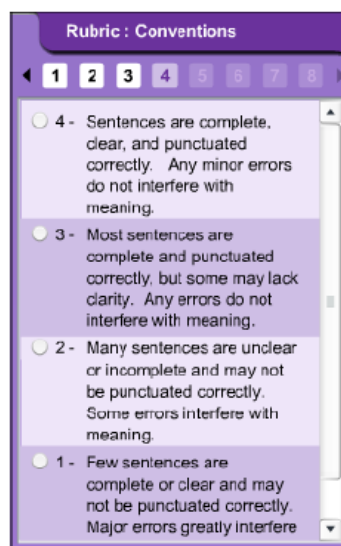 Rubric : Conventions
1 2 3 4 5 6 7 8
4 - Sentences are complete,
clear, and punctuated
correctly. Any minor errors
do not interfere with
meaning.
3 - Most sentences are
complete and punctuated
correctly, but some may lack
clarity. Any errors do not
interfere with meaning.
2 - Many sentences are unclear
or incomplete and may not
be punctuated correctly.
Some errors interfere with
meaning.
1 - Few sentences are
complete or clear and may
not be punctuated correctly.
Major errors greatly interfere